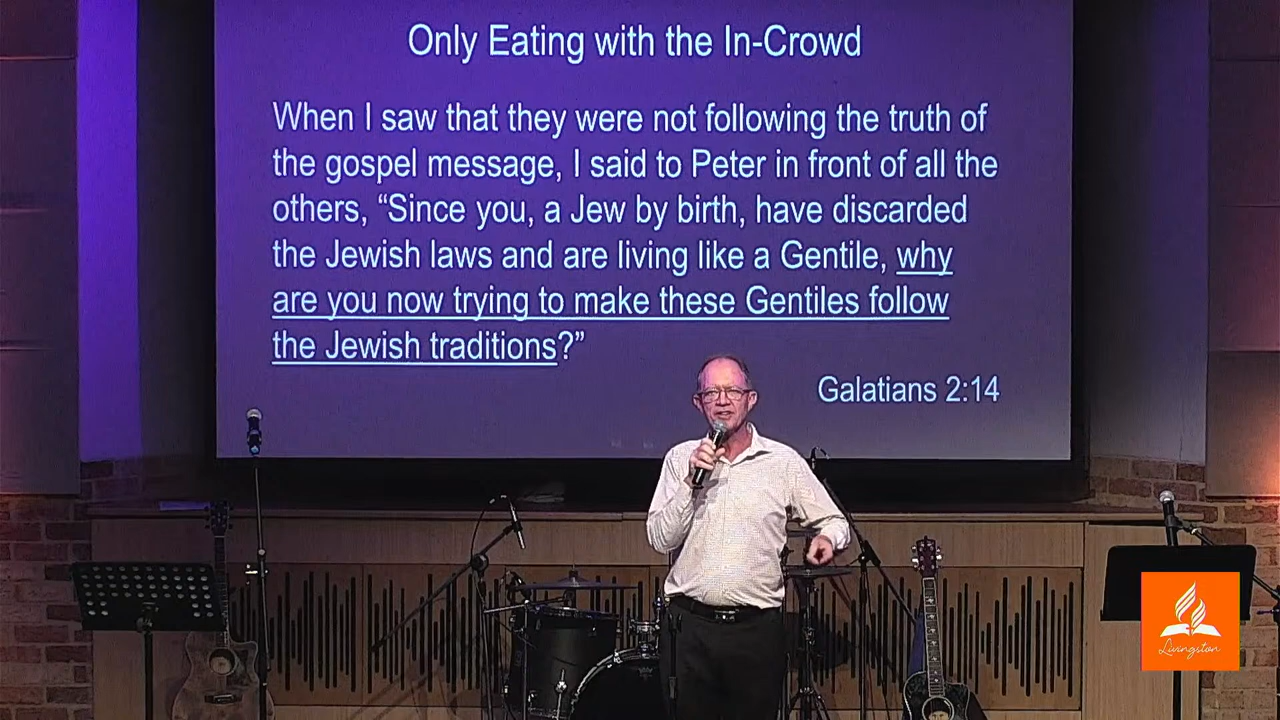 Only Eating with the In-Crowd
When I saw that they were not following the truth of
the gospel message, I said to Peter in front of all the
others, “Since you, a Jew by birth, have discarded
the Jewish laws and are living like a Gentile, why
are you now trying to make these Gentiles follow
the Jewish traditions?”
Galatians 2:14
Livingston